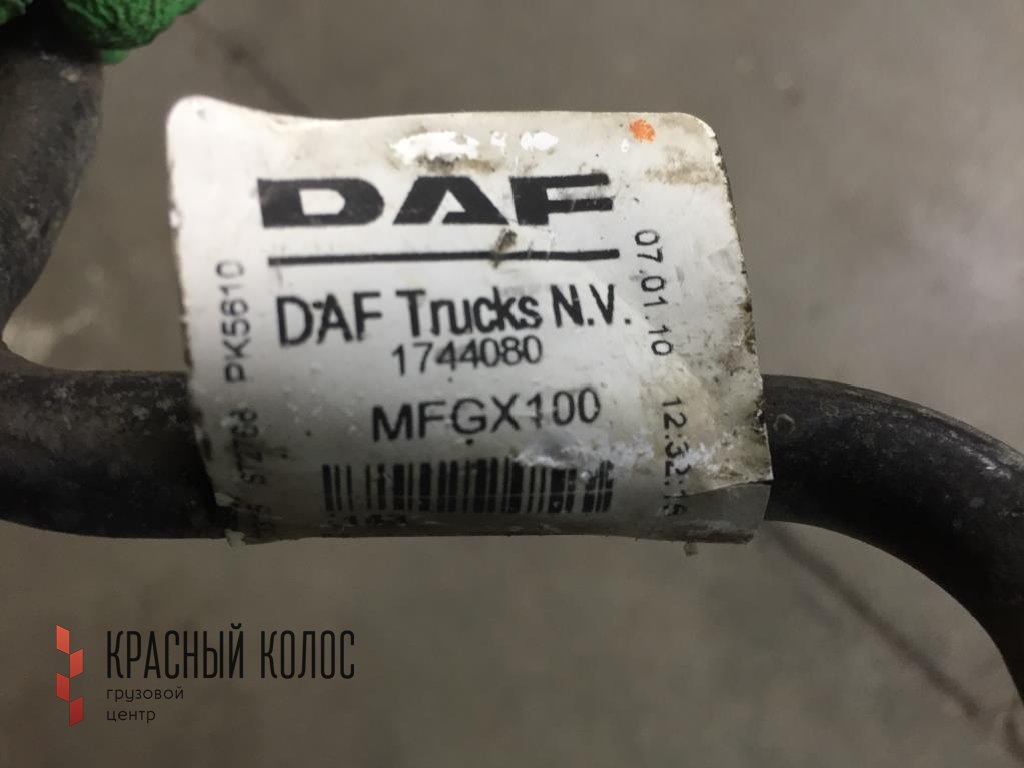 DAF
DAF Trucks N.V.
1744080
MFGX100
PK5610
07.01.10
КРАСНЫЙ КОЛОС
грузовой
центр